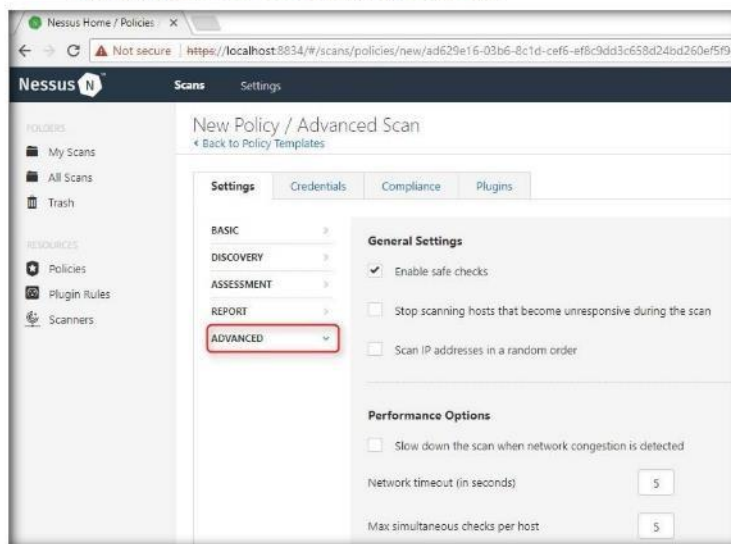 Nessus Home / Policies
Not secure https://localhost:8834/#/scans/policies/new/ad629e16-03b6-8c1d-cef6-ef8c9dd3c658d24bd260ef5f9
Nessus N
Scans Settings
FOLDERS
My Scans
All Scans
Trash
RESOURCES
Policies
Plugin Rules
Scanners
New Policy / Advanced Scan
Back to Policy Templates
Settings Credentials Compliance Plugins
BASIC
DISCOVERY
ASSESSMENT
REPORT
ADVANCED
General Settings
Enable safe checks
Stop scanning hosts that become unresponsive during the scan
Scan IP addresses in a random order
Performance Options
Slow down the scan when network congestion is detected
Network timeout (in seconds) 5
Max simultaneous checks per host 5